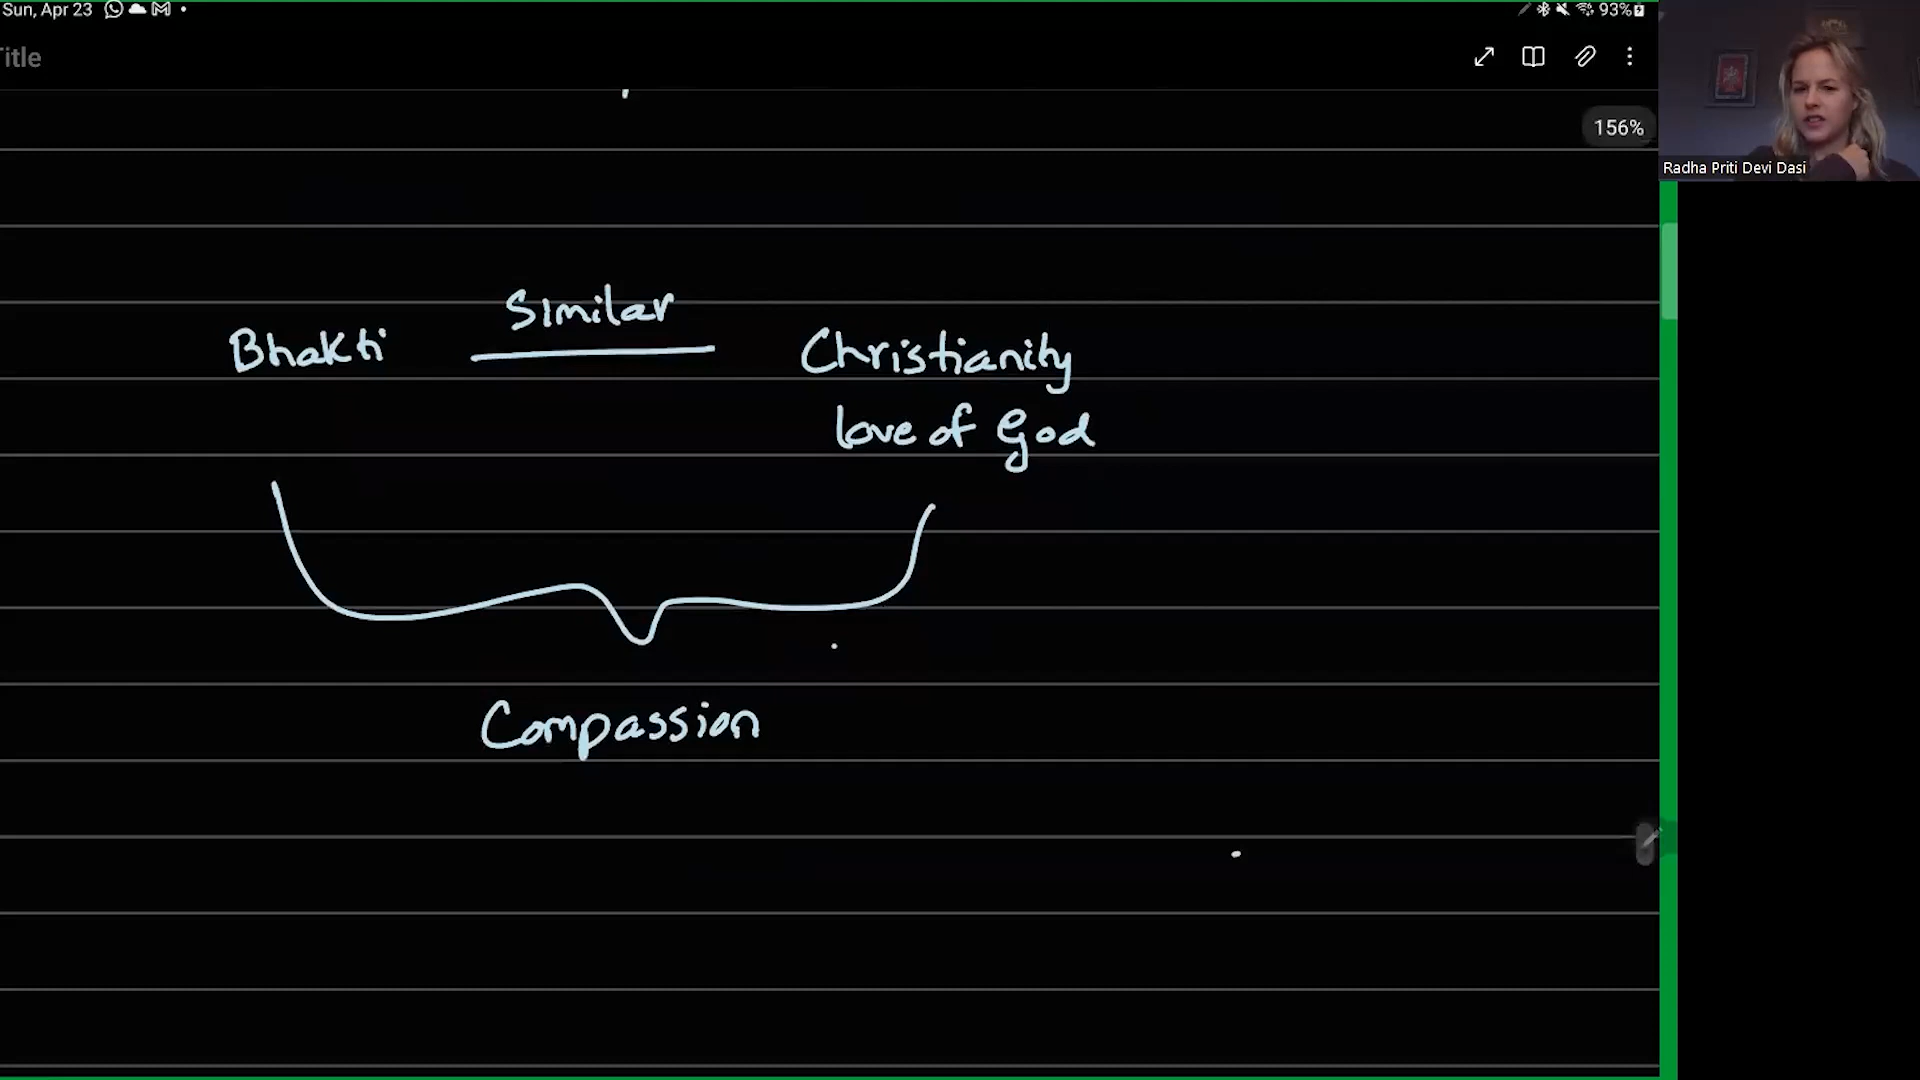 Sun, Apr 23
93%
Title
156%
Radha Priti Devi Dasi
Similar
Bhakti
Christianity
love of God
Compassion